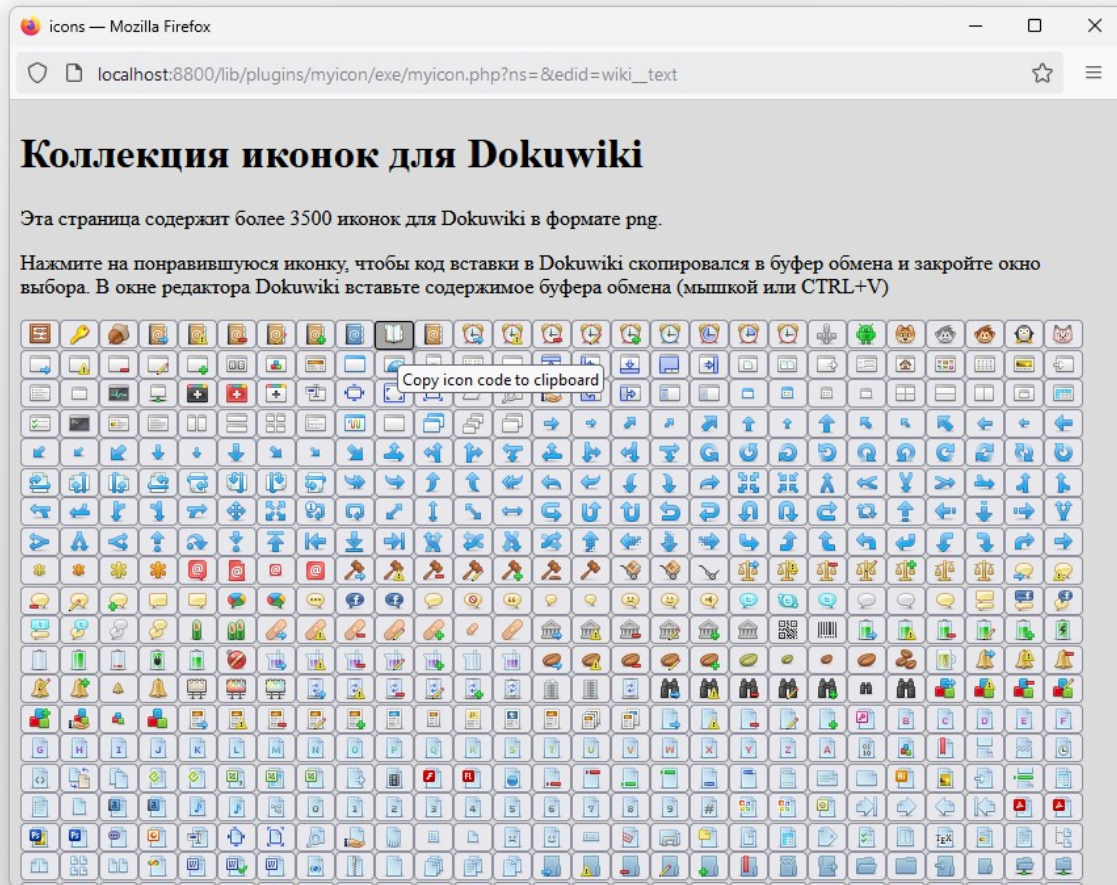 icons — Mozilla Firefox
localhost:8800/lib/plugins/myicon/exe/myicon.php?ns=&edid=wiki__text
Коллекция иконок для Dokuwiki
Эта страница содержит более 3500 иконок для Dokuwiki в формате png.
Нажмите на понравившуюся иконку, чтобы код вставки в Dokuwiki скопировался в буфер обмена и закройте окно
выбора. В окне редактора Dokuwiki вставьте содержимое буфера обмена (мышкой или CTRL+V)
Copy icon code to clipboard